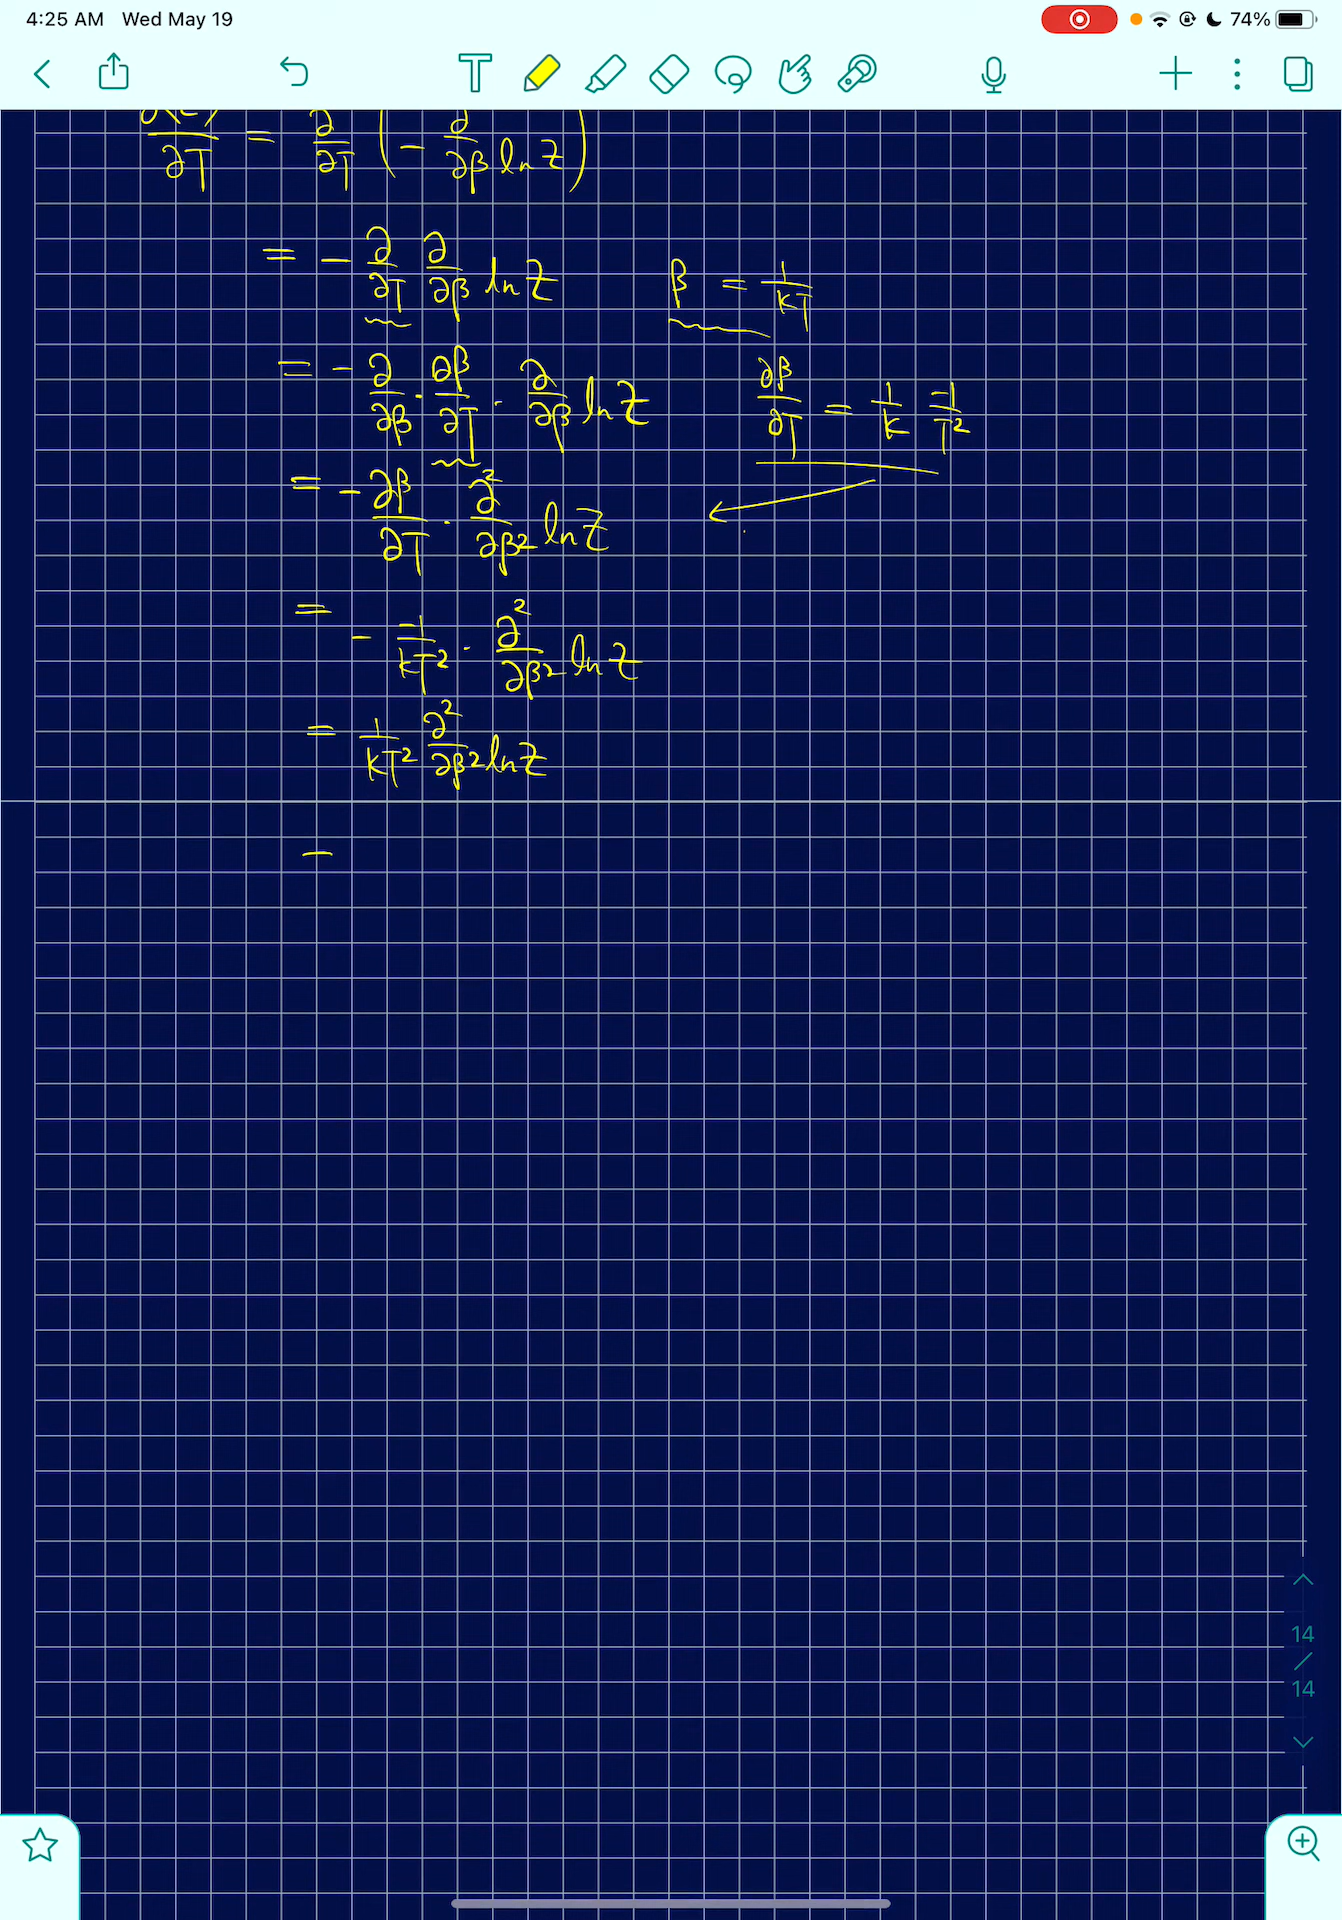 4:25 AM Wed May 19 74%
T
∂T = ∂/∂T ( − ∂/∂β ln Z )
= − ∂/∂T ∂/∂β ln Z β = 1/kT
= − ∂/∂β · ∂β/∂T · ∂/∂β ln Z ∂β/∂T = 1/k −1/T²
= − ∂β/∂T · ∂²/∂β² ln Z
= − −1/kT² · ∂²/∂β² ln Z
= 1/kT² ∂²/∂β² ln Z
−
14
/
14